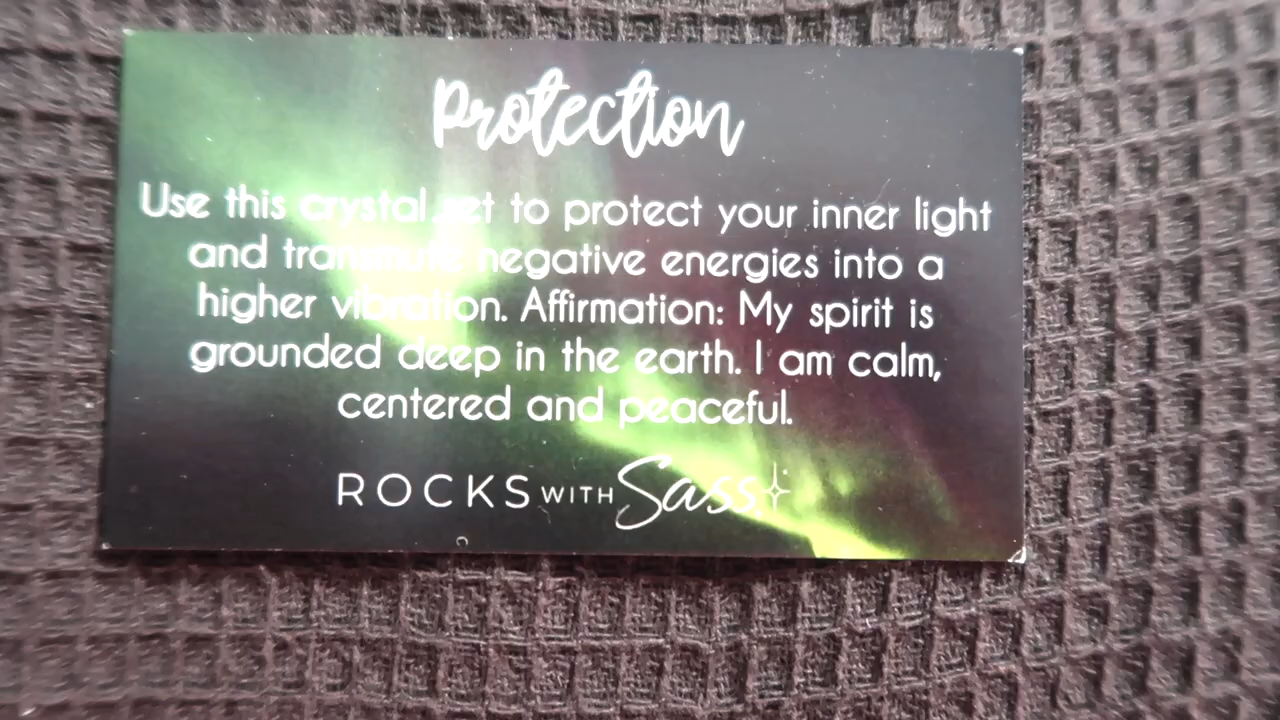 Protection
Use this crystal set to protect your inner light
and transmute negative energies into a
higher vibration. Affirmation: My spirit is
grounded deep in the earth. I am calm,
centered and peaceful.
ROCKS WITH Sass